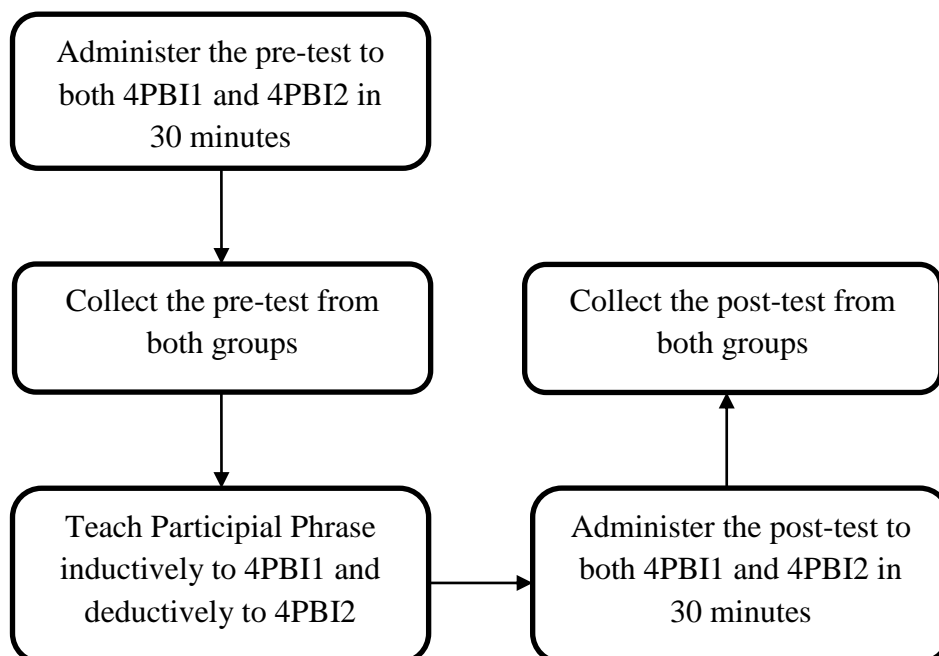 Administer the pre-test to
both 4PBI1 and 4PBI2 in
30 minutes
Collect the pre-test from
both groups
Teach Participial Phrase
inductively to 4PBI1 and
deductively to 4PBI2
Administer the post-test to
both 4PBI1 and 4PBI2 in
30 minutes
Collect the post-test from
both groups